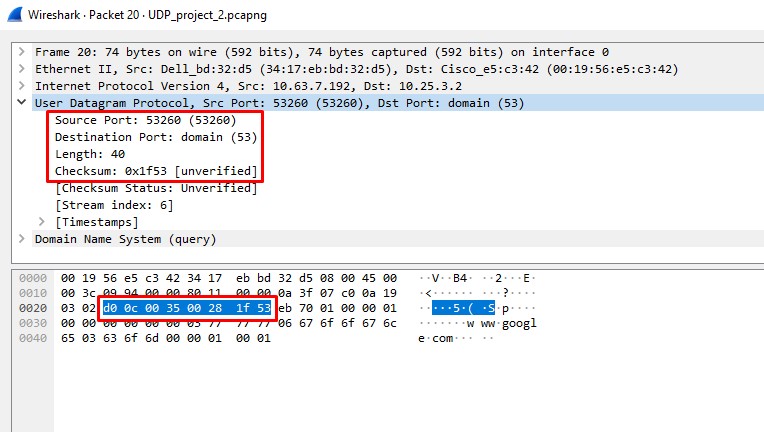 Wireshark · Packet 20 · UDP_project_2.pcapng
Frame 20: 74 bytes on wire (592 bits), 74 bytes captured (592 bits) on interface 0
Ethernet II, Src: Dell_bd:32:d5 (34:17:eb:bd:32:d5), Dst: Cisco_e5:c3:42 (00:19:56:e5:c3:42)
Internet Protocol Version 4, Src: 10.63.7.192, Dst: 10.25.3.2
User Datagram Protocol, Src Port: 53260 (53260), Dst Port: domain (53)
Source Port: 53260 (53260)
Destination Port: domain (53)
Length: 40
Checksum: 0x1f53 [unverified]
[Checksum Status: Unverified]
[Stream index: 6]
[Timestamps]
Domain Name System (query)
0000 00 19 56 e5 c3 42 34 17 eb bd 32 d5 08 00 45 00 ··V··B4· ··2···E·
0010 00 3c 09 94 00 00 80 11 00 00 0a 3f 07 c0 0a 19 ·<······ ···?····
0020 03 02 d0 0c 00 35 00 28 1f 53 eb 70 01 00 00 01 ·····5·( ·S·p····
0030 00 00 00 00 00 00 03 77 77 77 06 67 6f 6f 67 6c ·······w ww·googl
0040 65 03 63 6f 6d 00 00 01 00 01 e·com··· ··